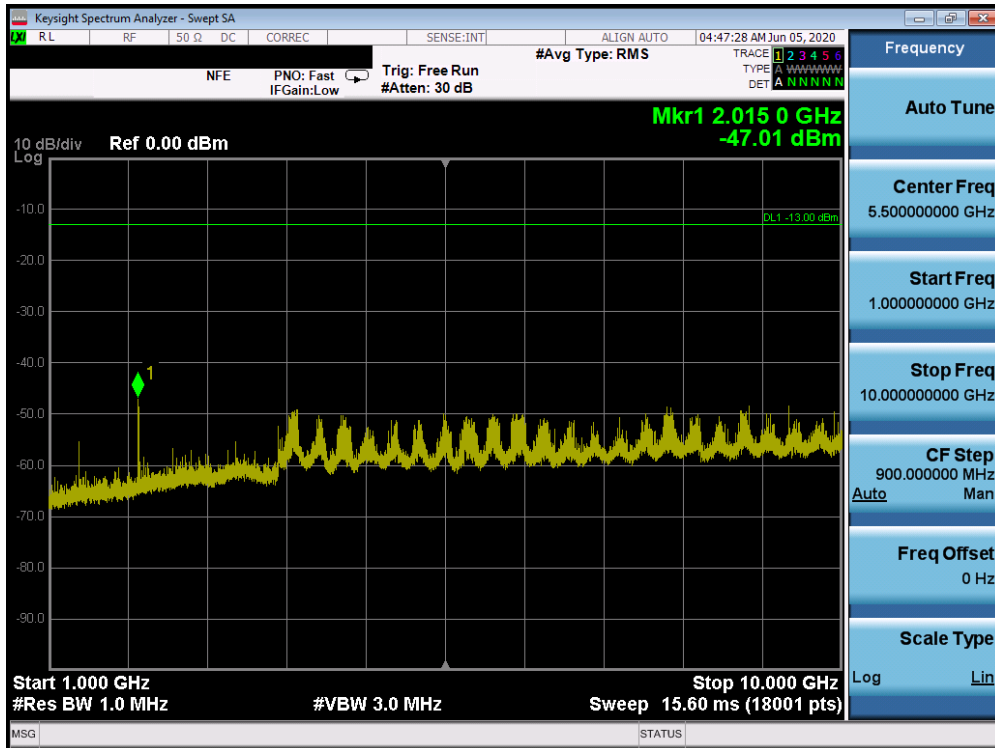 Keysight Spectrum Analyzer - Swept SA
LXI RL RF 50 Ω DC CORREC SENSE:INT ALIGN AUTO 04:47:28 AM Jun 05, 2020
NFE PNO: Fast Trig: Free Run #Avg Type: RMS TRACE 1 2 3 4 5 6
IFGain:Low #Atten: 30 dB TYPE A WWWWW
DET A N N N N N
Mkr1 2.015 0 GHz
-47.01 dBm
10 dB/div Ref 0.00 dBm
Log
-10.0
DL1 -13.00 dBm
-20.0
-30.0
-40.0
1
-50.0
-60.0
-70.0
-80.0
-90.0
Start 1.000 GHz Stop 10.000 GHz
#Res BW 1.0 MHz #VBW 3.0 MHz Sweep 15.60 ms (18001 pts)
MSG STATUS
Frequency
Auto Tune
Center Freq
5.500000000 GHz
Start Freq
1.000000000 GHz
Stop Freq
10.000000000 GHz
CF Step
900.000000 MHz
Auto Man
Freq Offset
0 Hz
Scale Type
Log Lin